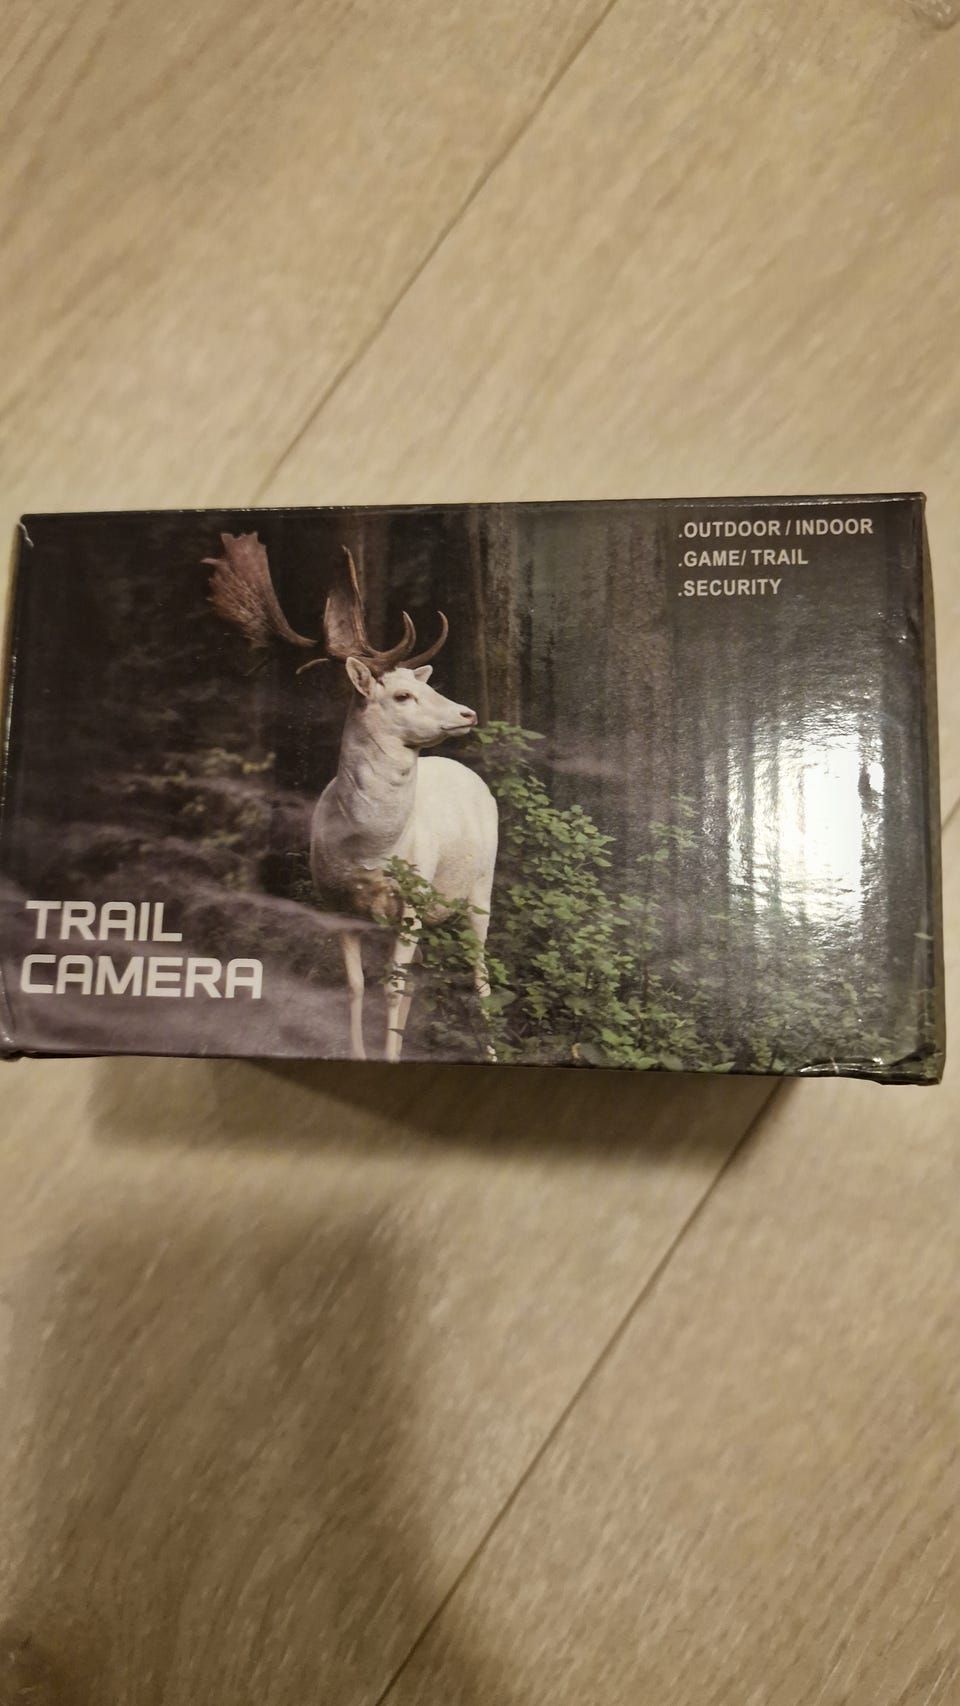 .OUTDOOR / INDOOR
.GAME/ TRAIL
.SECURITY
TRAIL
CAMERA